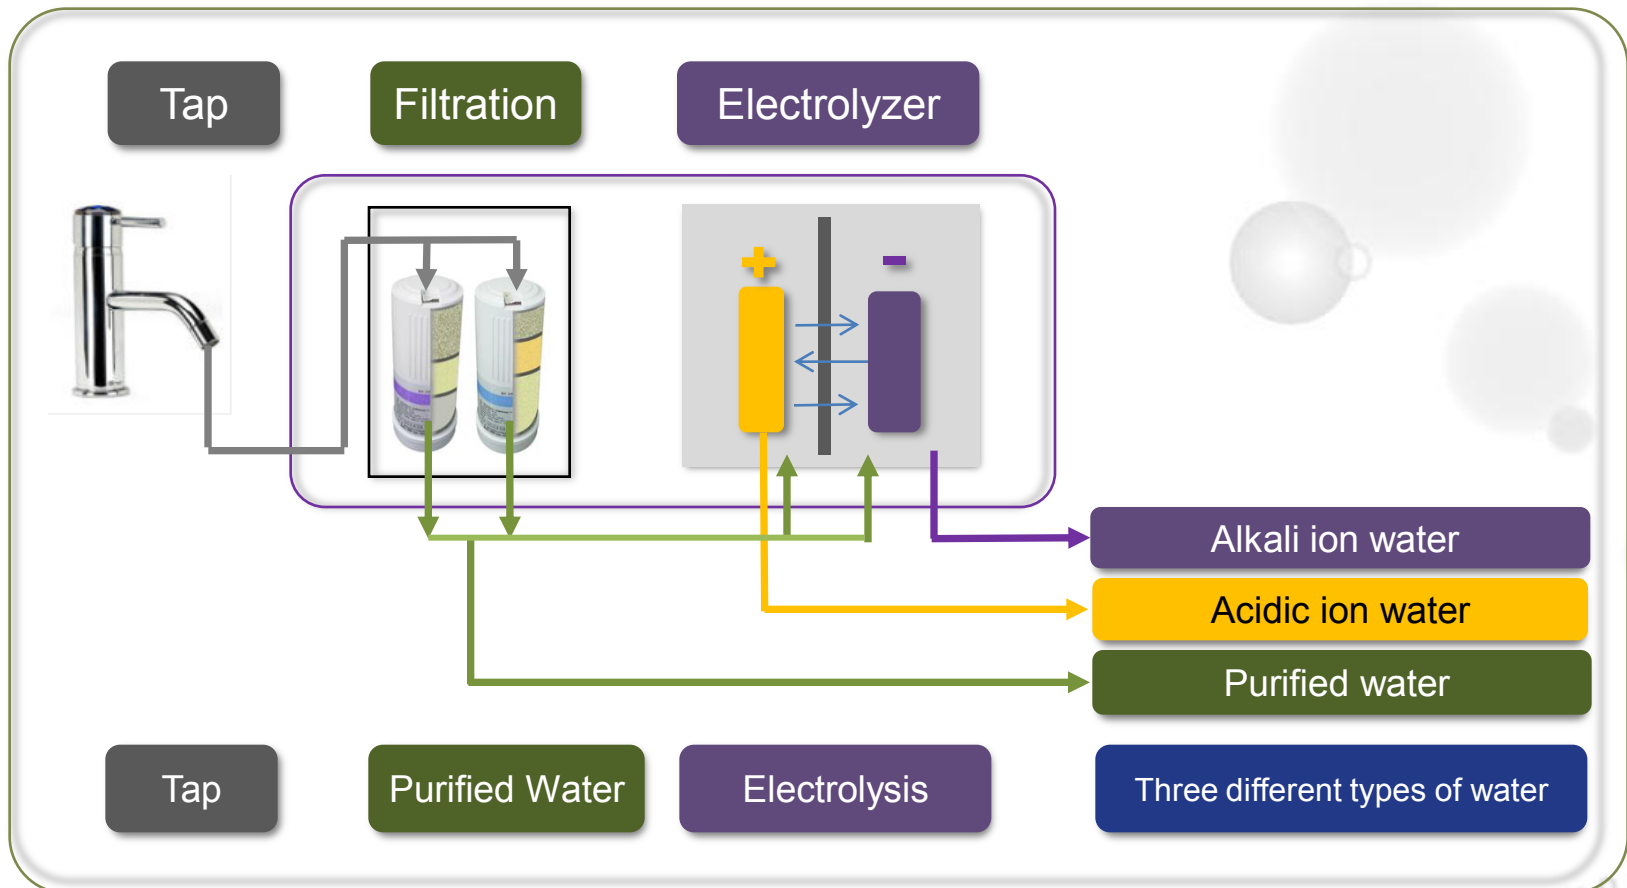 Tap
Filtration
Electrolyzer
+
-
Alkali ion water
Acidic ion water
Purified water
Tap
Purified Water
Electrolysis
Three different types of water